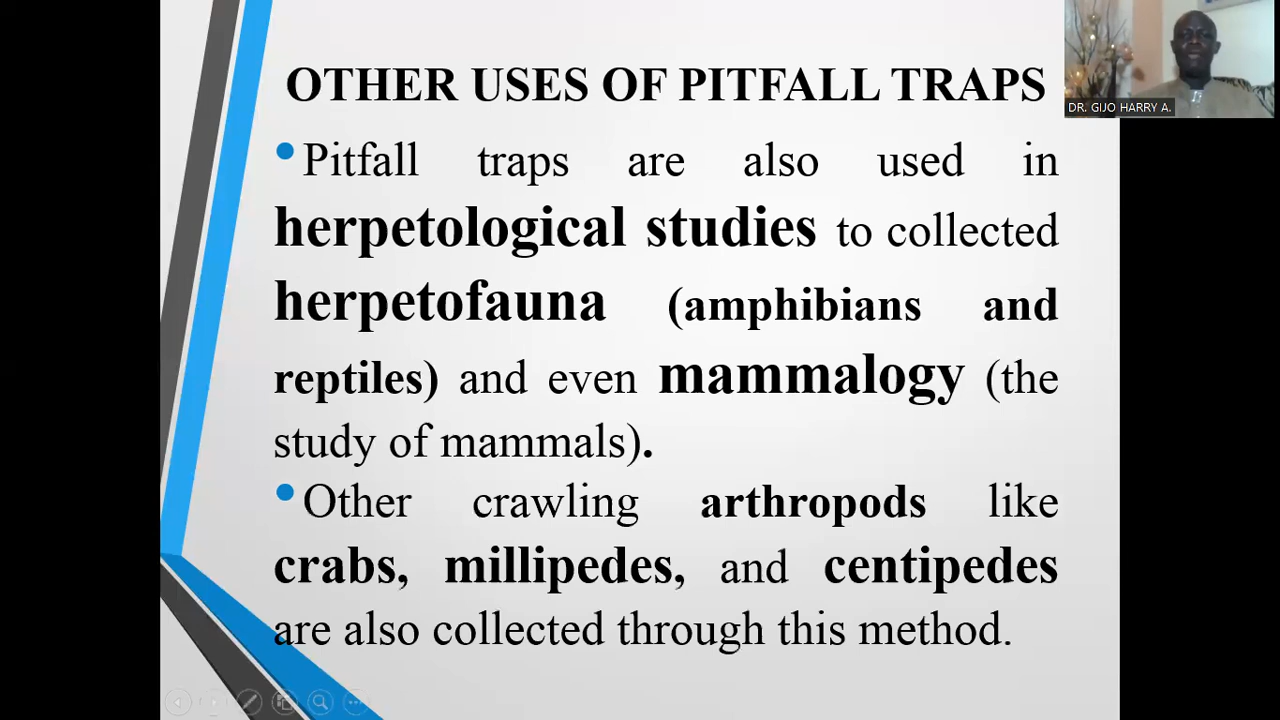 OTHER USES OF PITFALL TRAPS
DR. GIJO HARRY A.
•Pitfall traps are also used in
herpetological studies to collected
herpetofauna (amphibians and
reptiles) and even mammalogy (the
study of mammals).
•Other crawling arthropods like
crabs, millipedes, and centipedes
are also collected through this method.